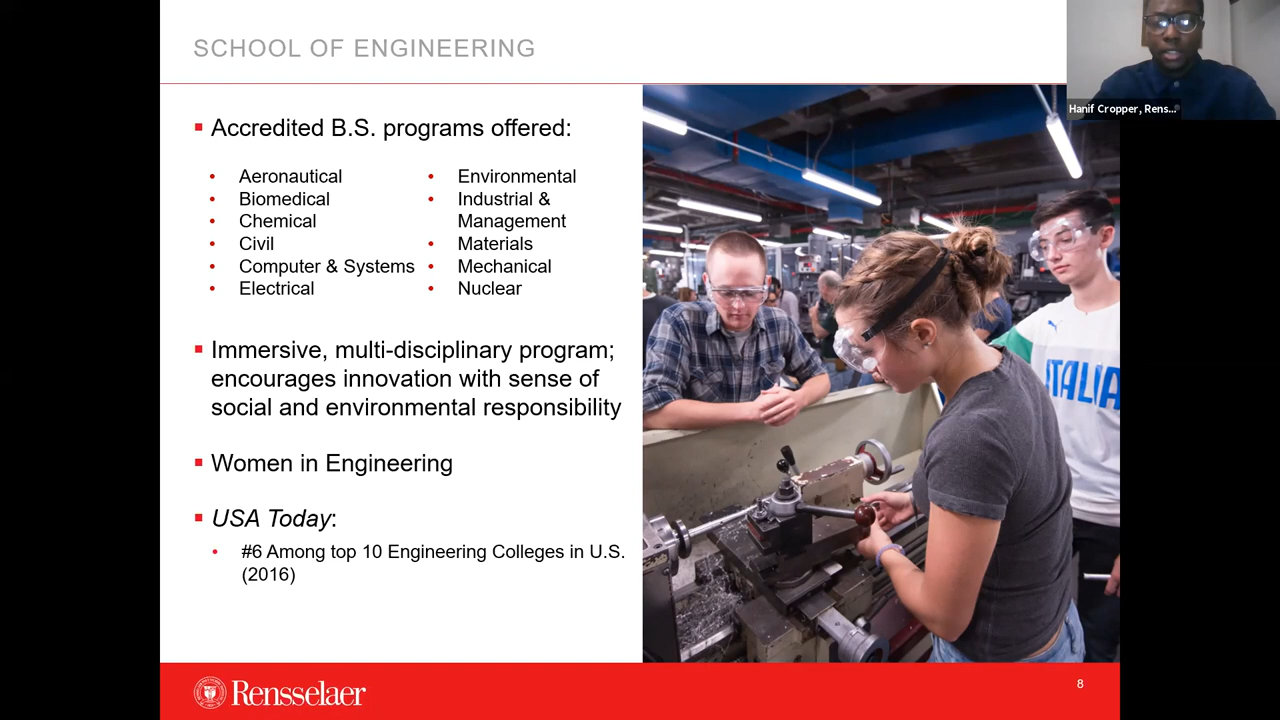 SCHOOL OF ENGINEERING
Hanif Cropper, Rens...
Accredited B.S. programs offered:
Aeronautical
Biomedical
Chemical
Civil
Computer & Systems
Electrical
Environmental
Industrial &
Management
Materials
Mechanical
Nuclear
Immersive, multi-disciplinary program;
encourages innovation with sense of
social and environmental responsibility
Women in Engineering
USA Today:
#6 Among top 10 Engineering Colleges in U.S.
(2016)
ITALIA
Rensselaer
8